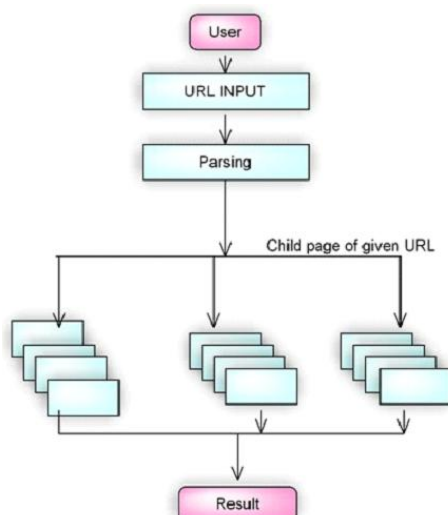 User
URL INPUT
Parsing
Child page of given URL
Result